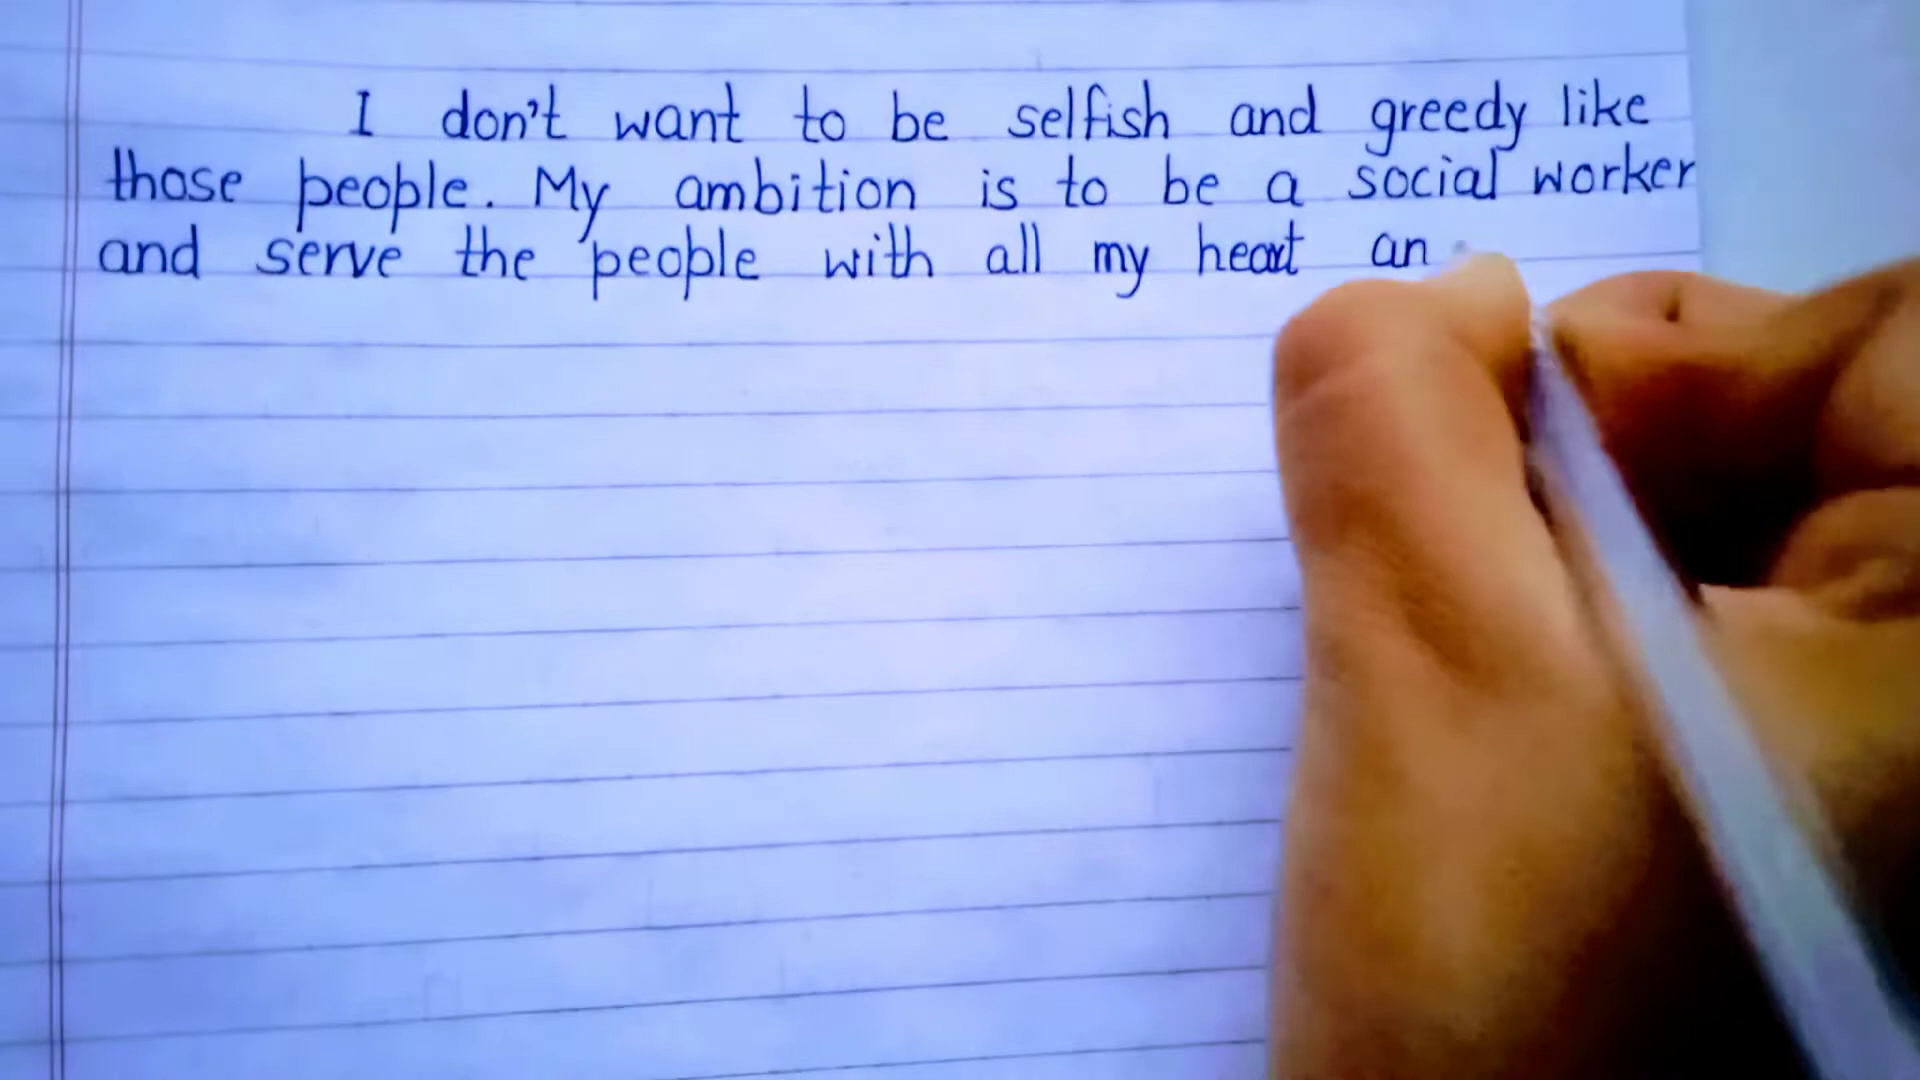 I don't want to be selfish and greedy like
those people. My ambition is to be a social worker
and serve the people with all my heart an